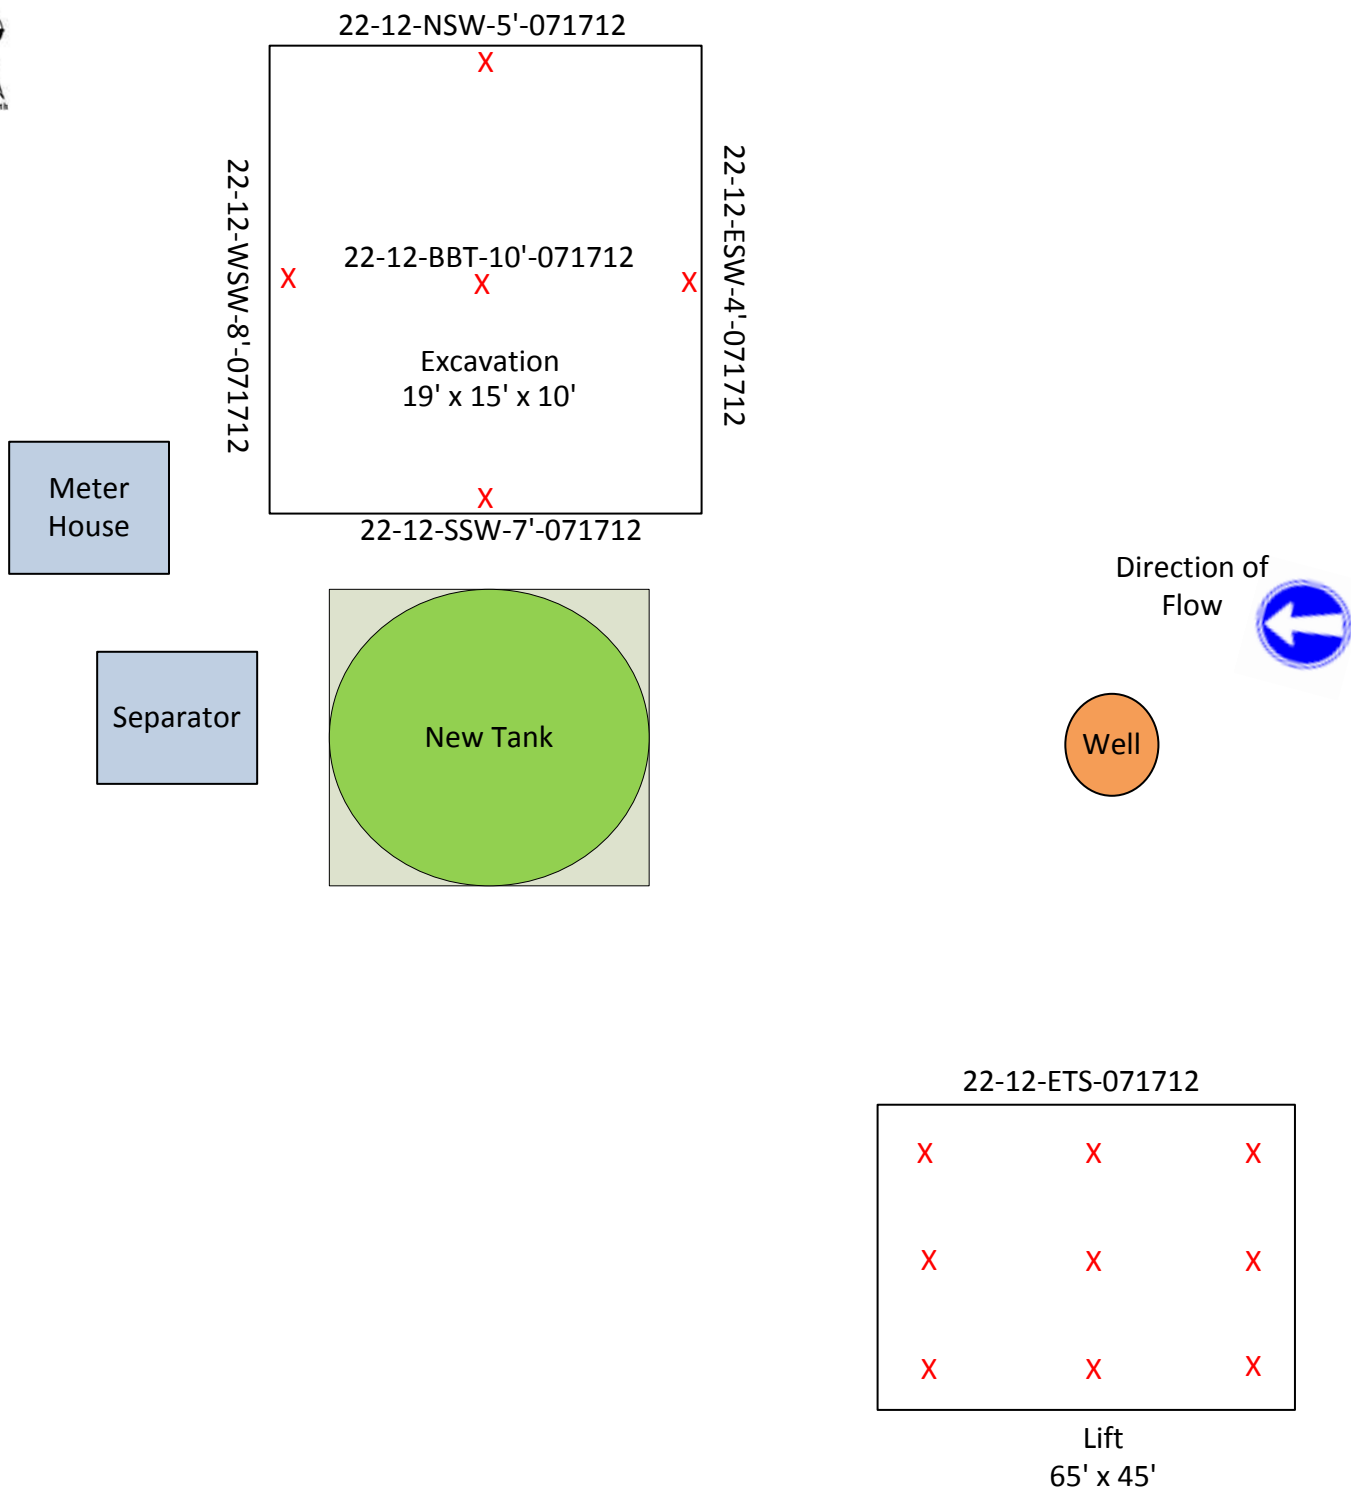 22-12-NSW-5'-071712
X
22-12-WSW-8'-071712
22-12-ESW-4'-071712
22-12-BBT-10'-071712
X X X
Excavation
19' x 15' x 10'
X
22-12-SSW-7'-071712
Meter
House
Direction of
Flow
Separator
New Tank
Well
22-12-ETS-071712
X X X
X X X
X X X
Lift
65' x 45'